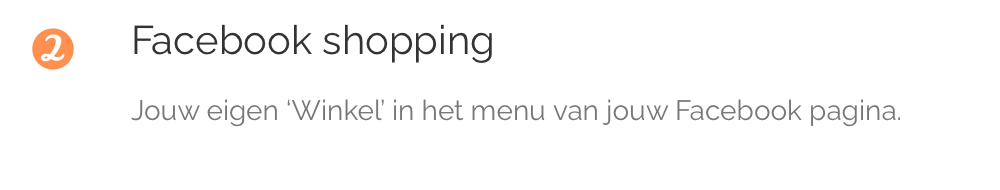 2
Facebook shopping
Jouw eigen ‘Winkel’ in het menu van jouw Facebook pagina.